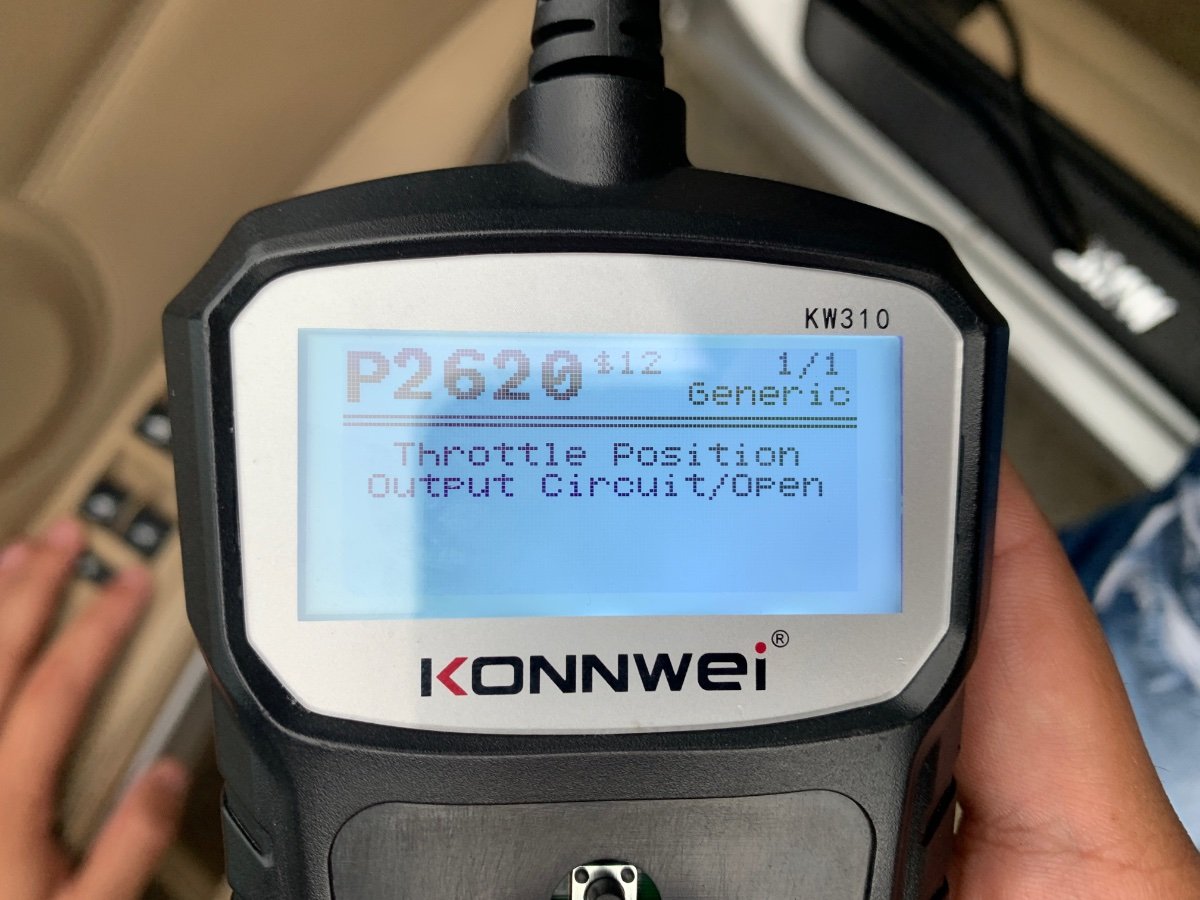 KW310
P2620 $12 1/1
Generic
Throttle Position
Output Circuit/Open
KONNWEi®